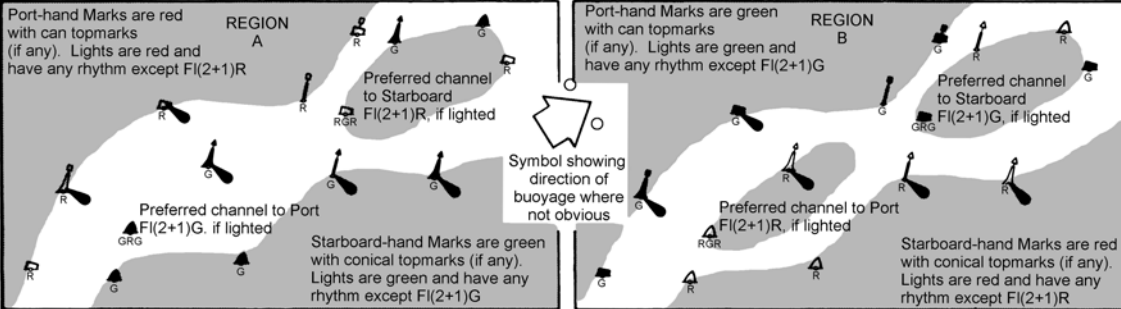 Port-hand Marks are red
with can topmarks
(if any). Lights are red and
have any rhythm except Fl(2+1)R
REGION
A
R
G
G
R
R
R
Preferred channel
to Starboard
Fl(2+1)R, if lighted
RGR
G
G
G
R
Preferred channel to Port
Fl(2+1)G. if lighted
GRG
R
G
G
Starboard-hand Marks are green
with conical topmarks (if any).
Lights are green and have any
rhythm except Fl(2+1)G
Symbol showing
direction of
buoyage where
not obvious
Port-hand Marks are green
with can topmarks
(if any). Lights are green and
have any rhythm except Fl(2+1)G
REGION
B
G
R
R
G
G
G
Preferred channel
to Starboard
Fl(2+1)G, if lighted
GRG
R
R
R
G
Preferred channel to Port
Fl(2+1)R, if lighted
RGR
G
R
R
Starboard-hand Marks are red
with conical topmarks (if any).
Lights are red and have any
rhythm except Fl(2+1)R